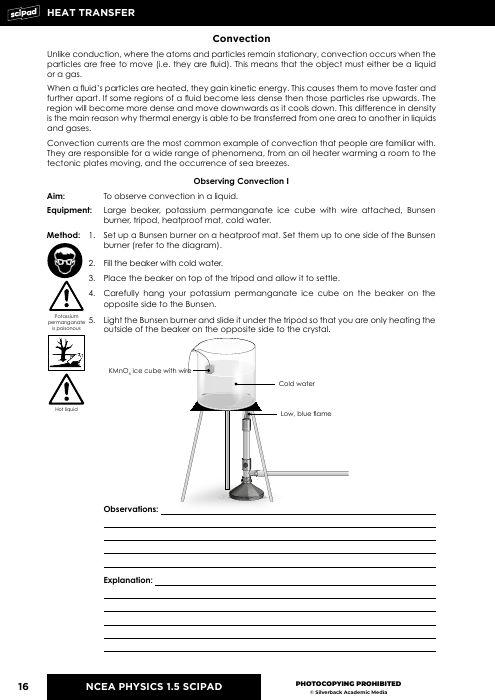 scipad HEAT TRANSFER
Convection
Unlike conduction, where the atoms and particles remain stationary, convection occurs when the
particles are free to move (i.e. they are fluid). This means that the object must either be a liquid
or a gas.
When a fluid's particles are heated, they gain kinetic energy. This causes them to move faster and
further apart. If some regions of a fluid become less dense then those particles rise upwards. The
region will become more dense and move downwards as it cools down. This difference in density
is the main reason why thermal energy is able to be transferred from one area to another in liquids
and gases.
Convection currents are the most common example of convection that people are familiar with.
They are responsible for a wide range of phenomena, from an oil heater warming a room to the
tectonic plates moving, and the occurrence of sea breezes.
Observing Convection I
Aim: To observe convection in a liquid.
Equipment: Large beaker, potassium permanganate ice cube with wire attached, Bunsen
burner, tripod, heatproof mat, cold water.
Method: 1. Set up a Bunsen burner on a heatproof mat. Set them up to one side of the Bunsen
burner (refer to the diagram).
2. Fill the beaker with cold water.
3. Place the beaker on top of the tripod and allow it to settle.
4. Carefully hang your potassium permanganate ice cube on the beaker on the
opposite side to the Bunsen.
Potassium
permanganate
is poisonous
5. Light the Bunsen burner and slide it under the tripod so that you are only heating the
outside of the beaker on the opposite side to the crystal.
Hot liquid
KMnO₄ ice cube with wire
Cold water
Low, blue flame
Observations:
Explanation:
16 NCEA PHYSICS 1.5 SCIPAD PHOTOCOPYING PROHIBITED
© Silverback Academic Media